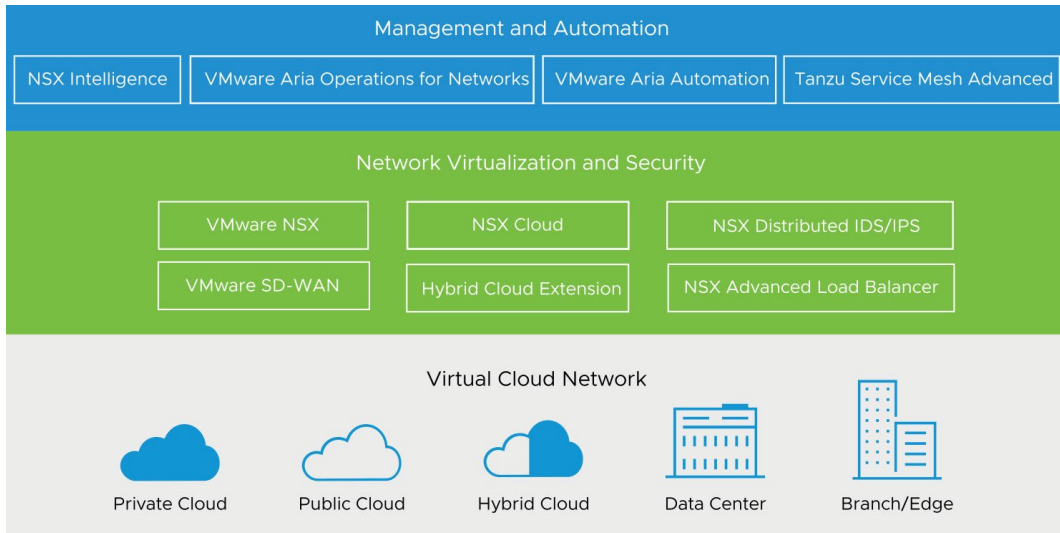 Management and Automation
NSX Intelligence
VMware Aria Operations for Networks
VMware Aria Automation
Tanzu Service Mesh Advanced
Network Virtualization and Security
VMware NSX
NSX Cloud
NSX Distributed IDS/IPS
VMware SD-WAN
Hybrid Cloud Extension
NSX Advanced Load Balancer
Virtual Cloud Network
Private Cloud
Public Cloud
Hybrid Cloud
Data Center
Branch/Edge